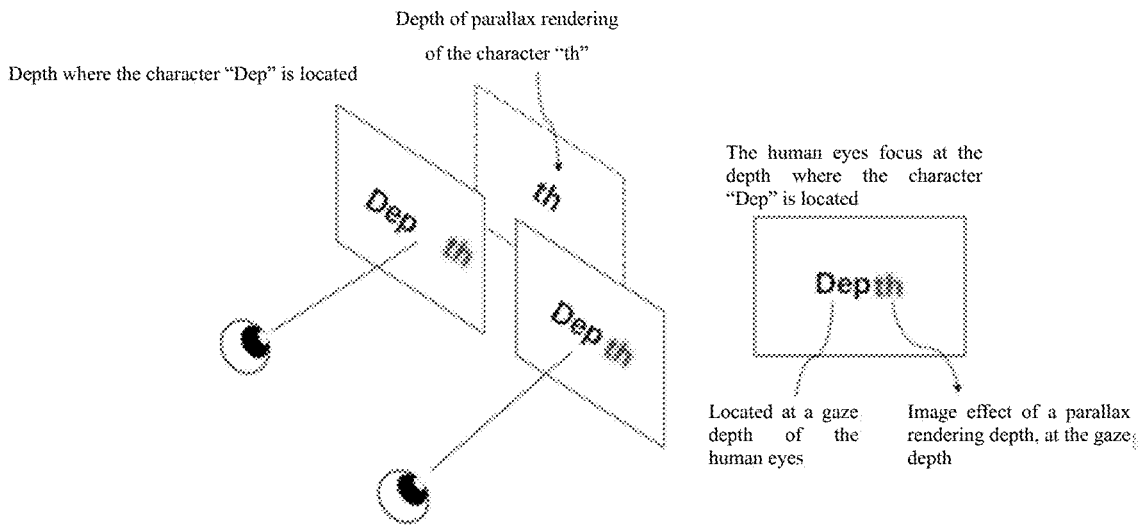 Depth of parallax rendering
of the character “th”
Depth where the character “Dep” is located
th
Dep th
Dep th
The human eyes focus at the
depth where the character
“Dep” is located
Depth
Located at a gaze
depth of the
human eyes
Image effect of a parallax
rendering depth, at the gaze
depth